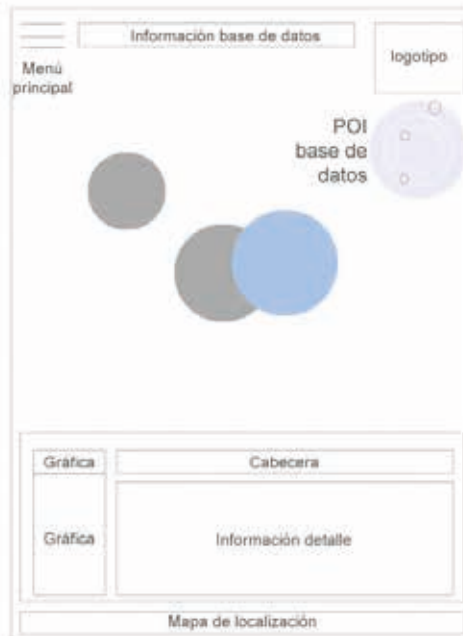 Información base de datos
logotipo
Menú
principal
POI
base de
datos
Gráfica
Cabecera
Gráfica
Información detalle
Mapa de localización